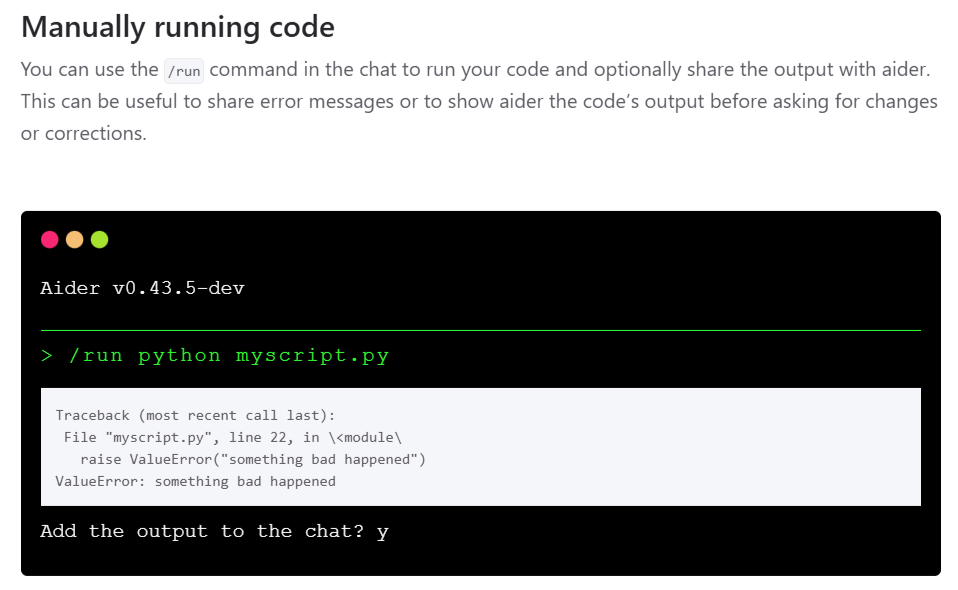 Manually running code
You can use the /run command in the chat to run your code and optionally share the output with aider.
This can be useful to share error messages or to show aider the code’s output before asking for changes
or corrections.
Aider v0.43.5-dev
> /run python myscript.py
Traceback (most recent call last):
 File "myscript.py", line 22, in \<module\
   raise ValueError("something bad happened")
ValueError: something bad happened
Add the output to the chat? y